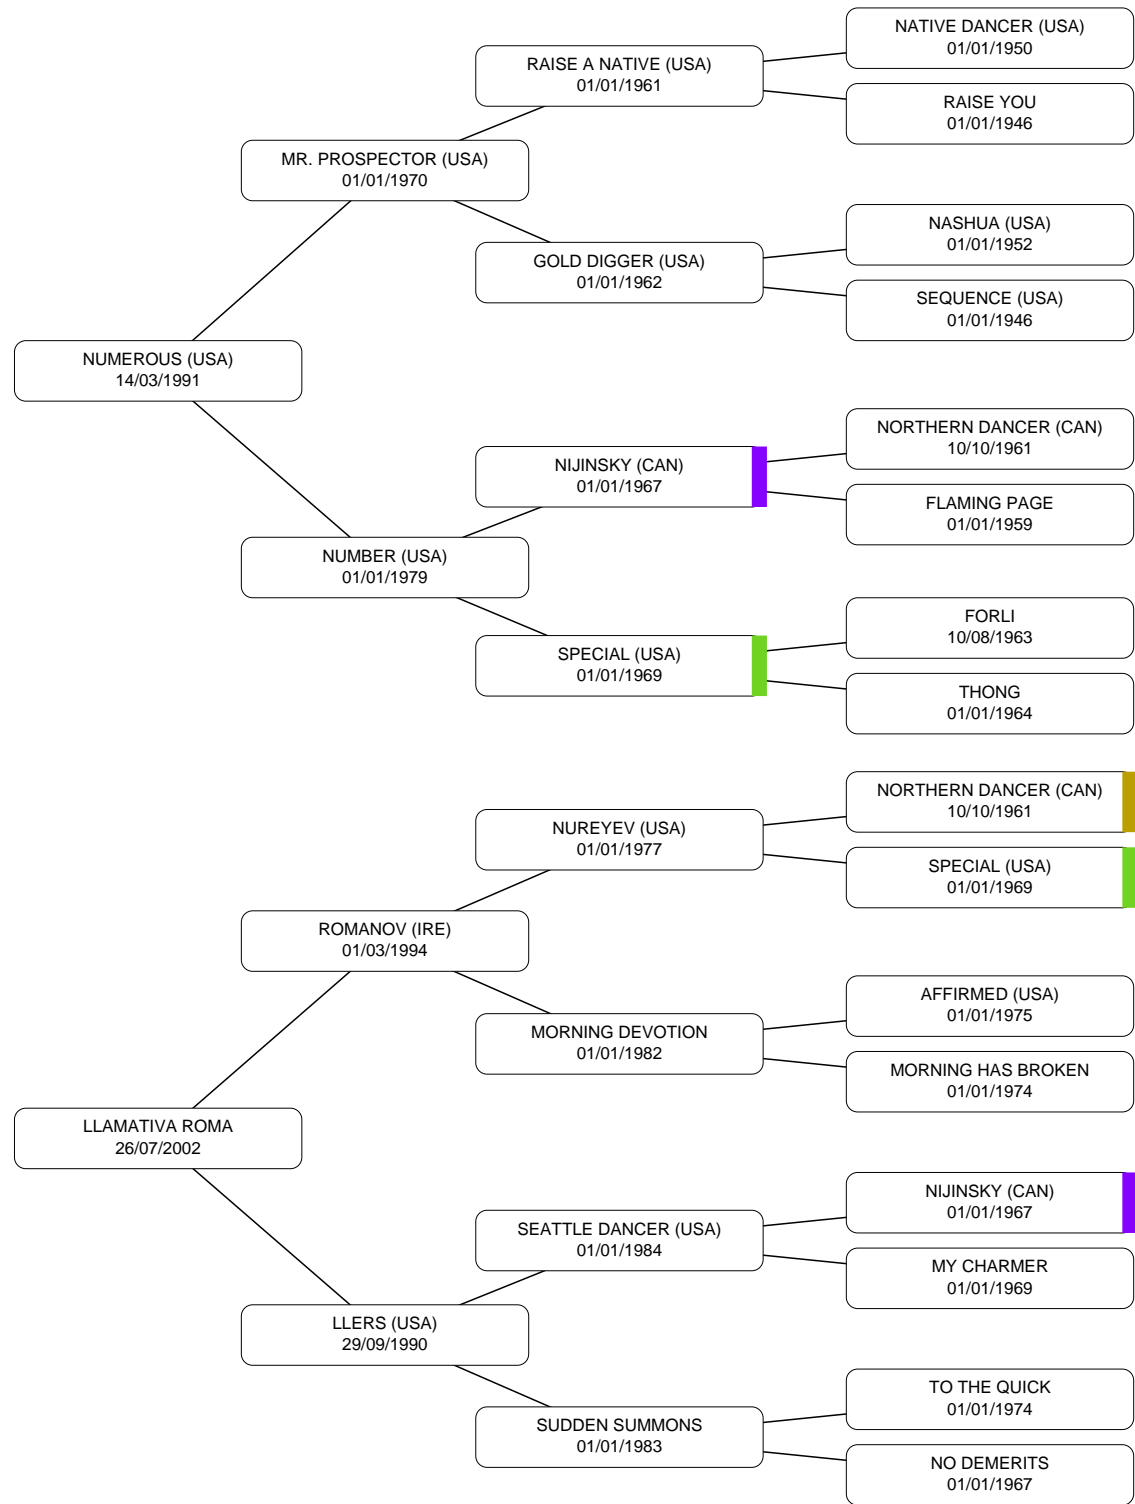 NATIVE DANCER (USA)
01/01/1950
RAISE A NATIVE (USA)
01/01/1961
RAISE YOU
01/01/1946
MR. PROSPECTOR (USA)
01/01/1970
NASHUA (USA)
01/01/1952
GOLD DIGGER (USA)
01/01/1962
SEQUENCE (USA)
01/01/1946
NUMEROUS (USA)
14/03/1991
NORTHERN DANCER (CAN)
10/10/1961
NIJINSKY (CAN)
01/01/1967
FLAMING PAGE
01/01/1959
NUMBER (USA)
01/01/1979
FORLI
10/08/1963
SPECIAL (USA)
01/01/1969
THONG
01/01/1964
NORTHERN DANCER (CAN)
10/10/1961
NUREYEV (USA)
01/01/1977
SPECIAL (USA)
01/01/1969
ROMANOV (IRE)
01/03/1994
AFFIRMED (USA)
01/01/1975
MORNING DEVOTION
01/01/1982
MORNING HAS BROKEN
01/01/1974
LLAMATIVA ROMA
26/07/2002
NIJINSKY (CAN)
01/01/1967
SEATTLE DANCER (USA)
01/01/1984
MY CHARMER
01/01/1969
LLERS (USA)
29/09/1990
TO THE QUICK
01/01/1974
SUDDEN SUMMONS
01/01/1983
NO DEMERITS
01/01/1967